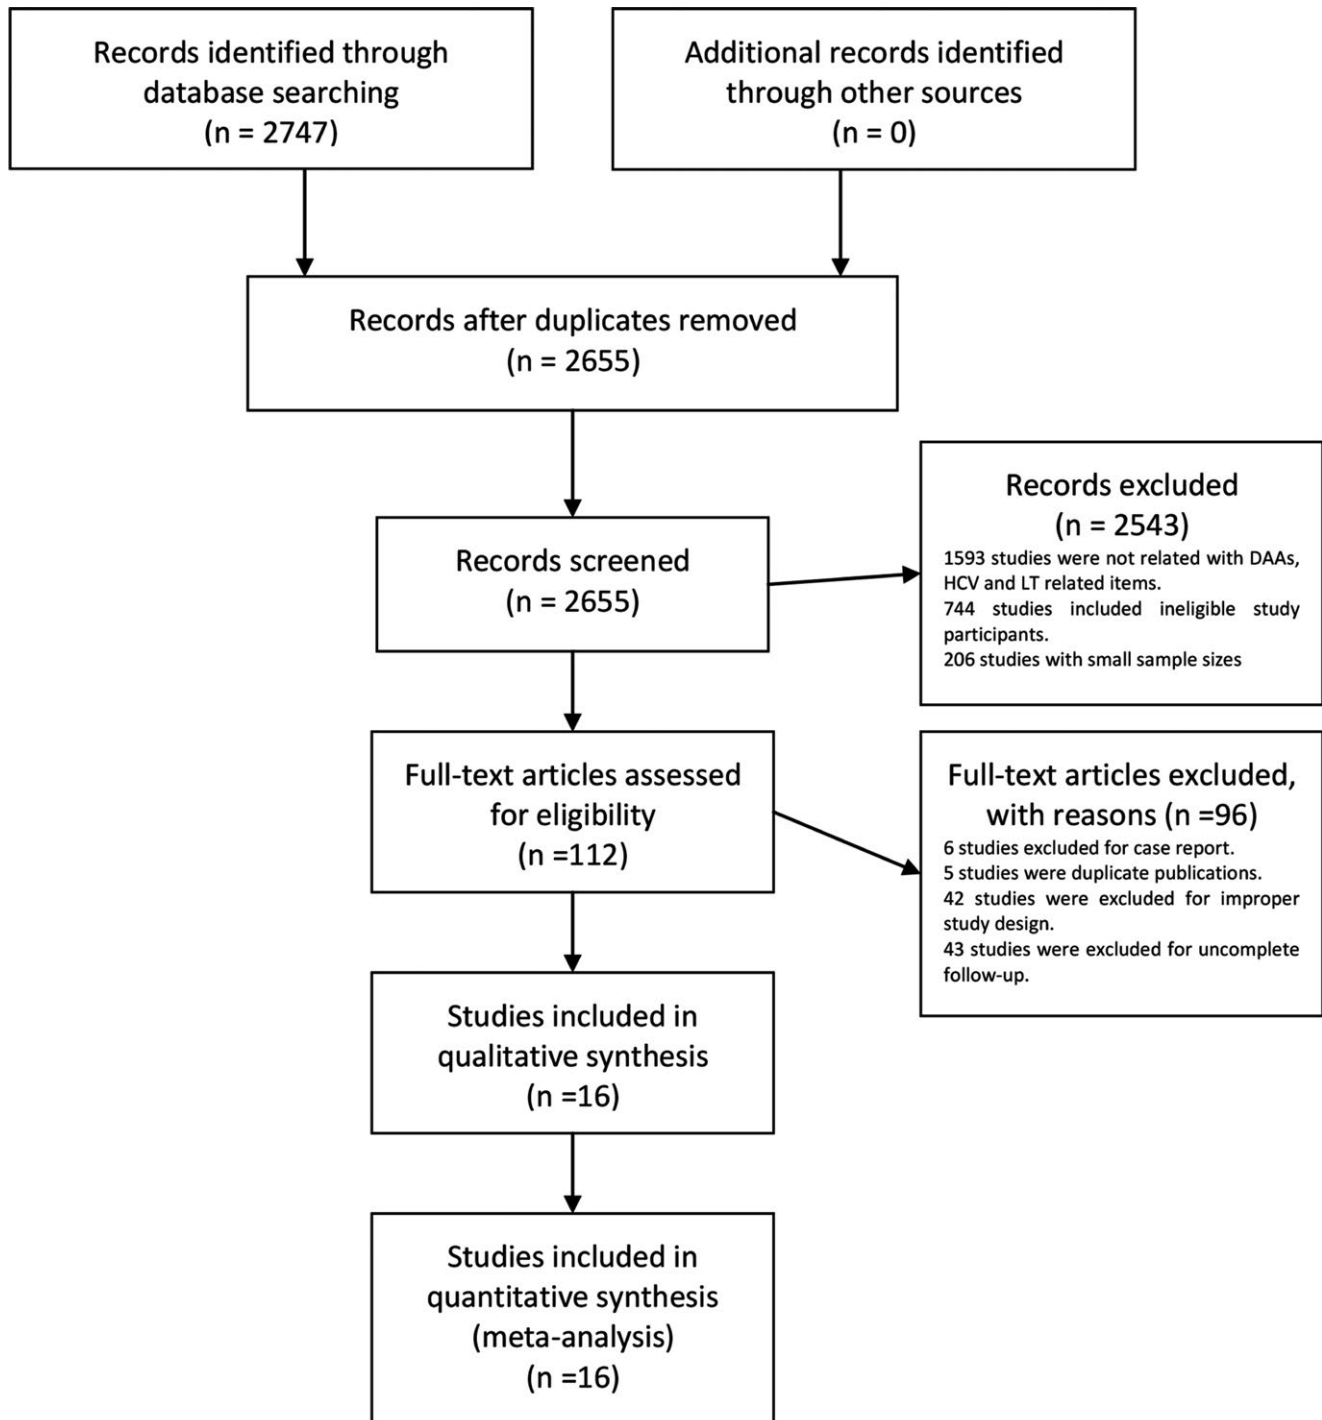 Records identified through
database searching
(n = 2747)
Additional records identified
through other sources
(n = 0)
Records after duplicates removed
(n = 2655)
Records screened
(n = 2655)
Records excluded
(n = 2543)
1593 studies were not related with DAAs,
HCV and LT related items.
744 studies included ineligible study
participants.
206 studies with small sample sizes
Full-text articles assessed
for eligibility
(n =112)
Full-text articles excluded,
with reasons (n =96)
6 studies excluded for case report.
5 studies were duplicate publications.
42 studies were excluded for improper
study design.
43 studies were excluded for uncomplete
follow-up.
Studies included in
qualitative synthesis
(n =16)
Studies included in
quantitative synthesis
(meta-analysis)
(n =16)